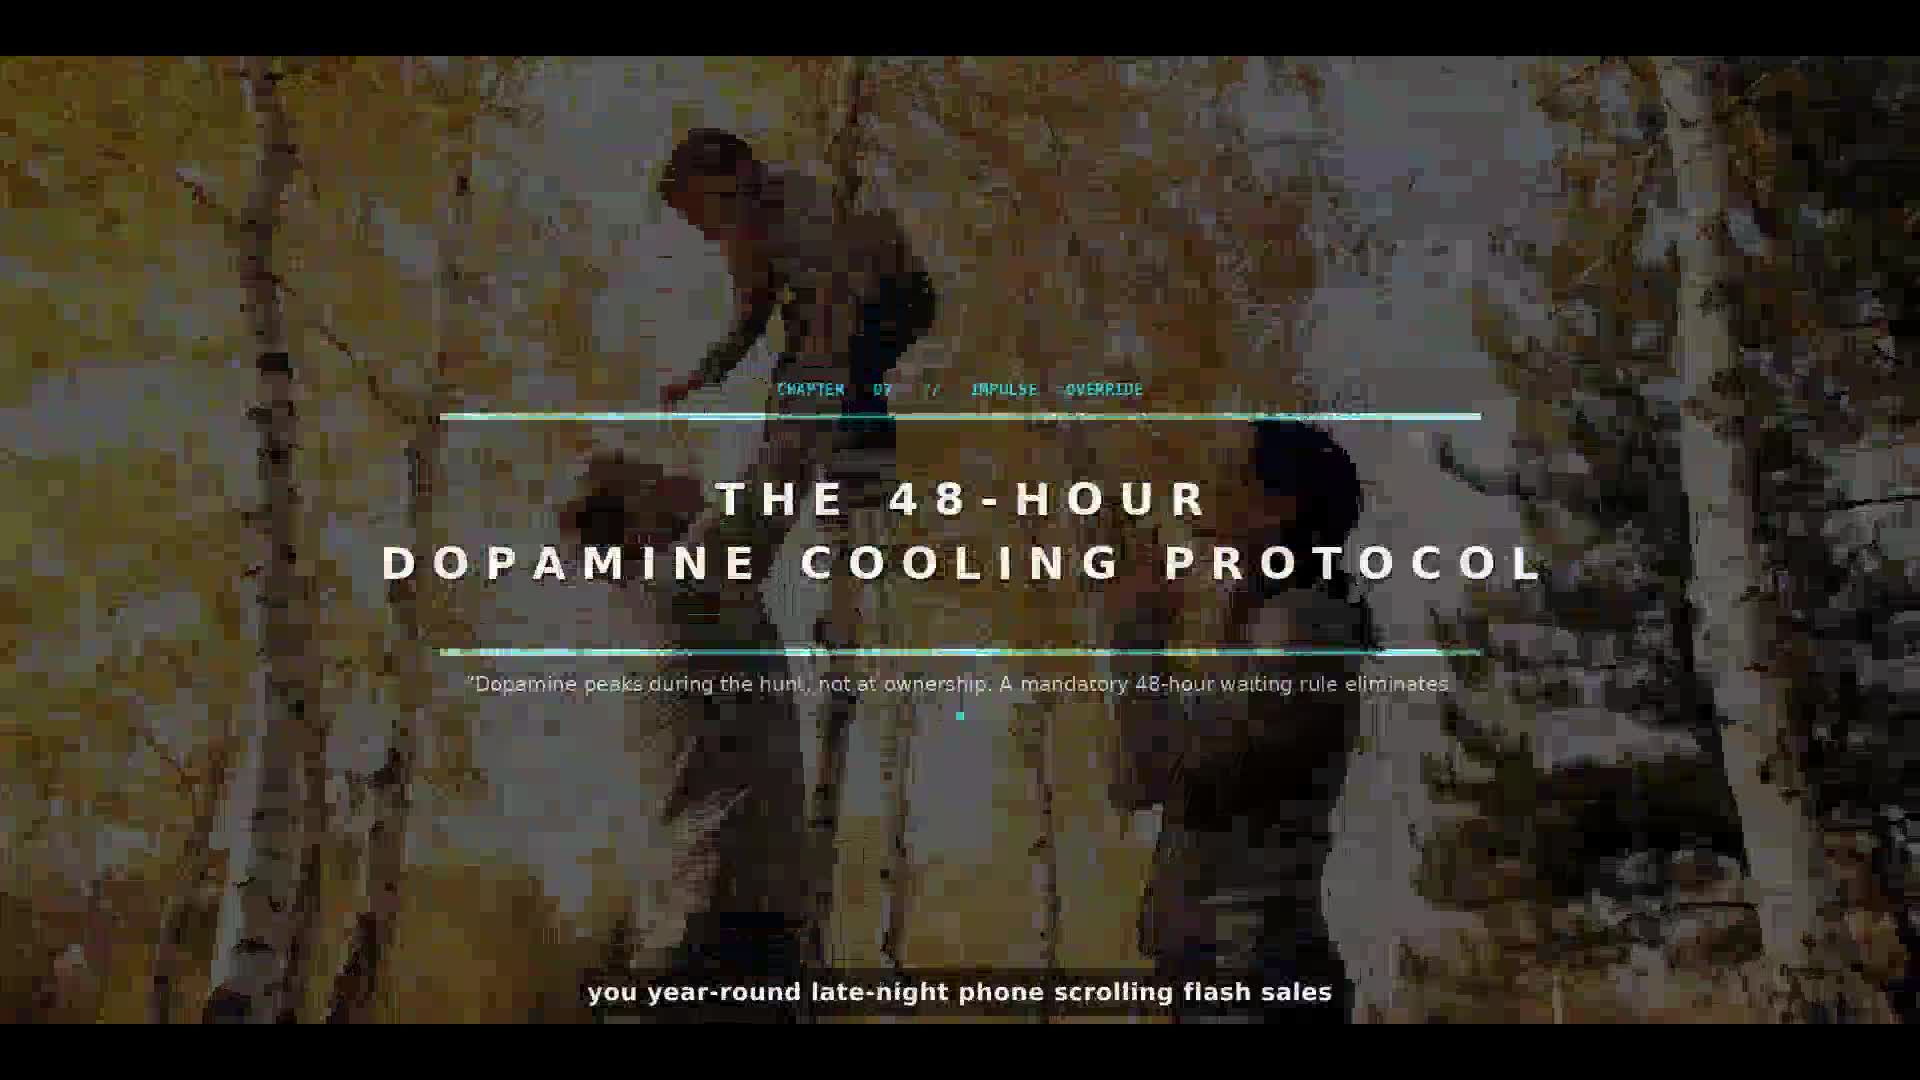 CHAPTER 07 // IMPULSE OVERRIDE
THE 48-HOUR
DOPAMINE COOLING PROTOCOL
"Dopamine peaks during the hunt, not at ownership. A mandatory 48-hour waiting rule eliminates
you year-round late-night phone scrolling flash sales